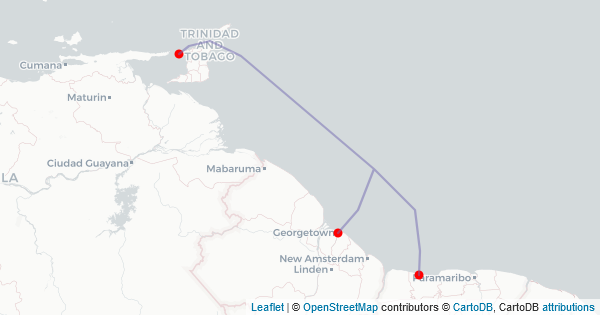 TRINIDAD
AND
TOBAGO
Cumana
Maturin
Ciudad Guayana
LA
Mabaruma
Georgetown
New Amsterdam
Linden
Paramaribo
Leaflet | © OpenStreetMap contributors © CartoDB, CartoDB attributions